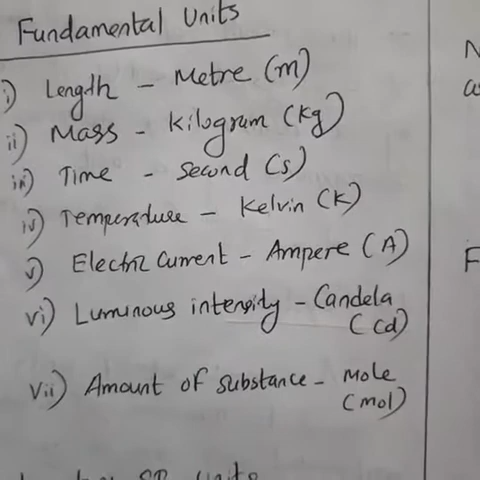 Fundamental Units
i) Length - Metre (m)
ii) Mass - Kilogram (Kg)
iii) Time - Second (s)
iv) Temperature - Kelvin (K)
v) Electric Current - Ampere (A)
vi) Luminous intensity - Candela
(Cd)
vii) Amount of substance - Mole
(mol)
units